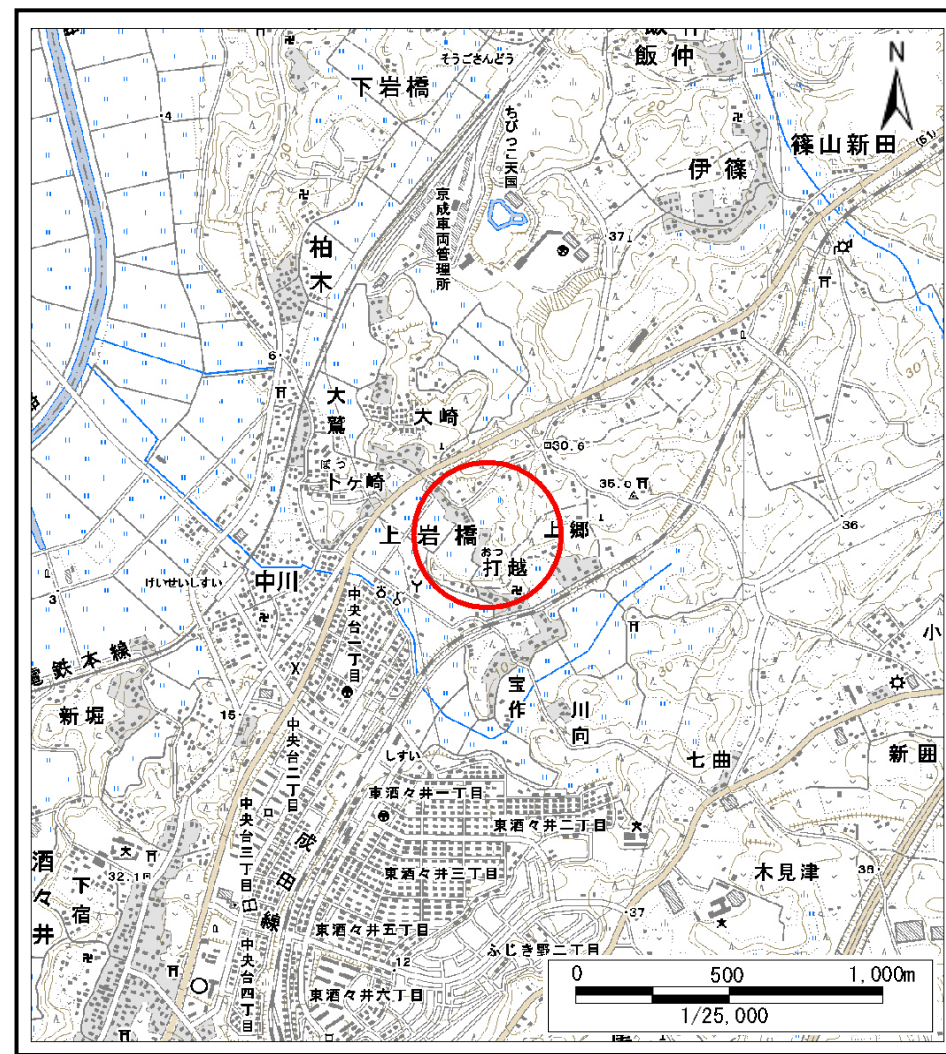 そうごさんどう
飯仲
下岩橋
N
ちびっこ天国
篠山新田
(51)
伊篠
4
京成車両管理所
柏木
37
6
大鷲
大崎
ぼっ
卜ヶ崎
30.6
35.0
上岩橋
上郷
おつ
打越
36
けいせいしすい
中川
3
中央台一丁目
小
電鉄本線
宝作
川向
新堀
15
しすい
七曲
新囲
中央台二丁目
東酒々井一丁目
東酒々井二丁目
成田線
酒々井
下宿
32.1
中央台三丁目
東酒々井三丁目
木見津
38
37
東酒々井五丁目
ふじき野二丁目
12
中央台四丁目
東酒々井六丁目
0 500 1,000m
1/25,000